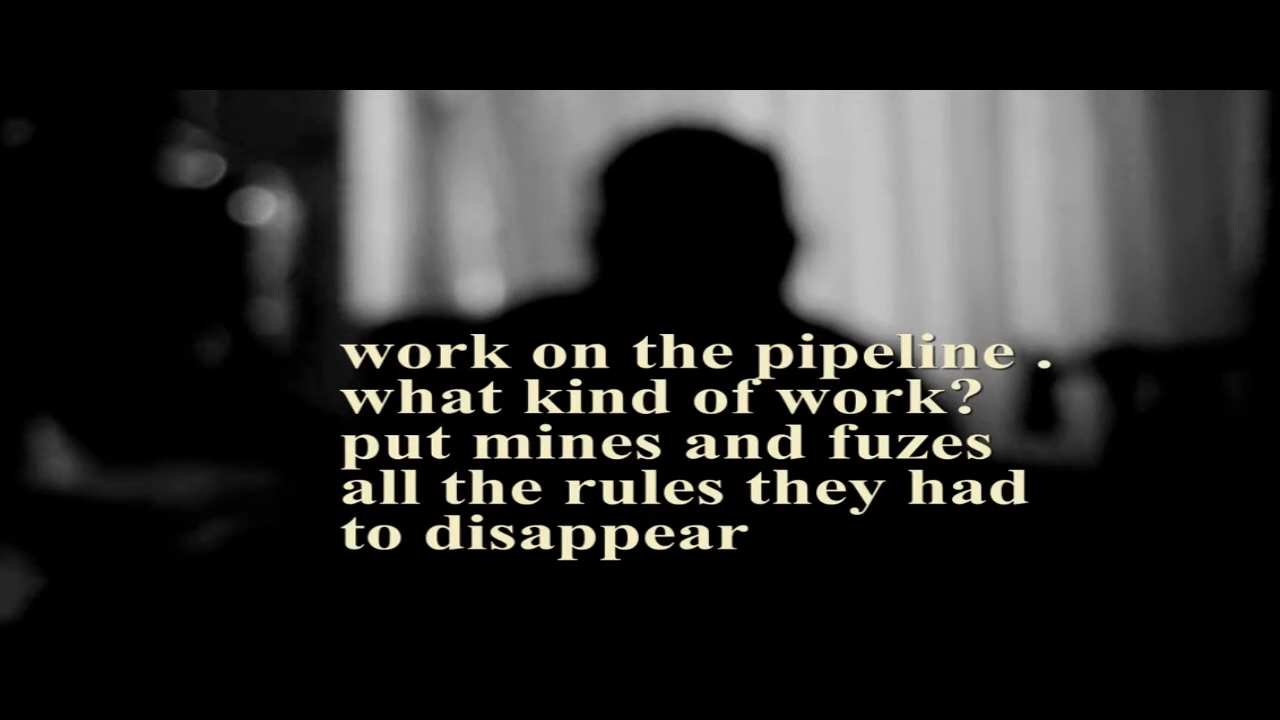 work on the pipeline .
what kind of work?
put mines and fuzes
all the rules they had
to disappear